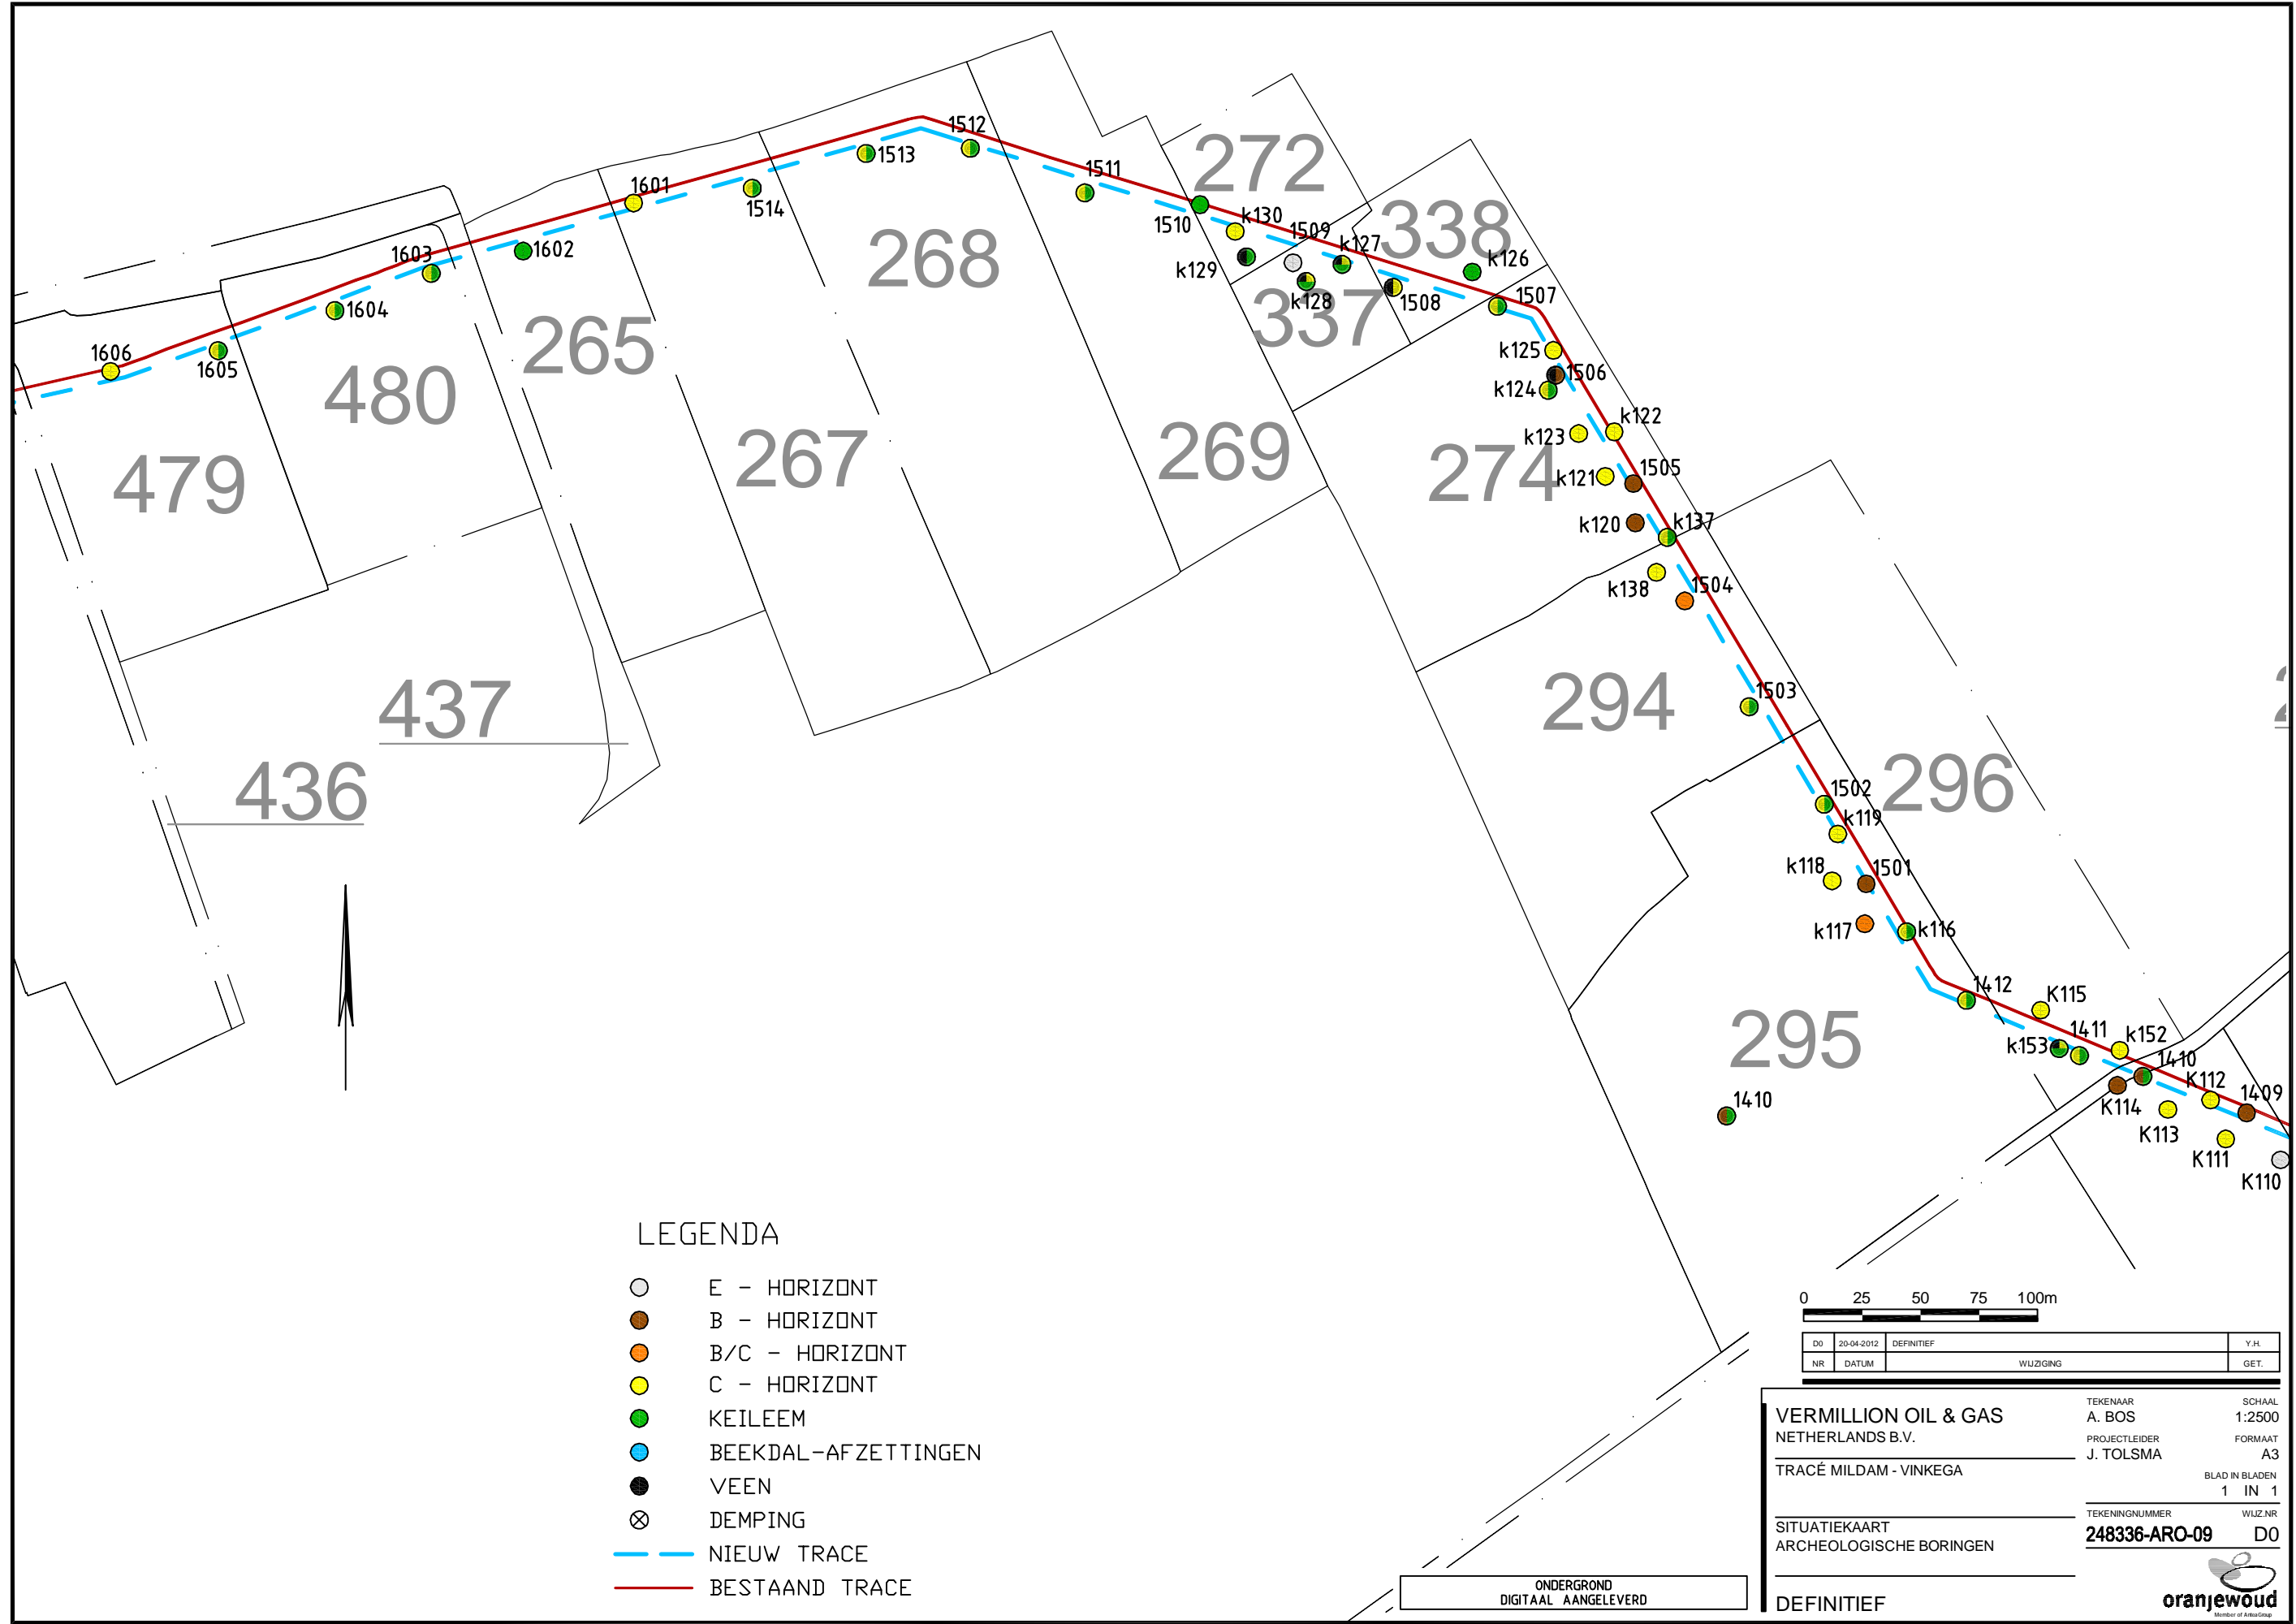 1512
1513
272
1511
1601
1514
338
1510
k130
1509
k127
1603
1602
268
k129
k126
1604
337
k128
1508
1507
265
1606
1605
k125
1506
480
k124
k122
k123
267
269
274
1505
479
k121
k120
k137
k138
1504
437
294
1503
436
296
1502
k119
k118
1501
k117
k116
1412
K115
295
k153
1411
k152
1410
K112
1409
K114
K113
1410
K111
K110
LEGENDA
E - HORIZONT
B - HORIZONT
B/C - HORIZONT
C - HORIZONT
KEILEEM
BEEKDAL-AFZETTINGEN
VEEN
DEMPING
NIEUW TRACE
BESTAAND TRACE
0 25 50 75 100m
D0 20-04-2012 DEFINITIEF Y.H.
NR DATUM WIJZIGING GET.
VERMILLION OIL & GAS
NETHERLANDS B.V.
TRACÉ MILDAM - VINKEGA
SITUATIEKAART
ARCHEOLOGISCHE BORINGEN
DEFINITIEF
TEKENAAR SCHAAL
A. BOS 1:2500
PROJECTLEIDER FORMAAT
J. TOLSMA A3
BLAD IN BLADEN
1 IN 1
TEKENINGNUMMER WIJZ.NR
248336-ARO-09 D0
oranjewoud
Member of Antea Group
ONDERGROND
DIGITAAL AANGELEVERD